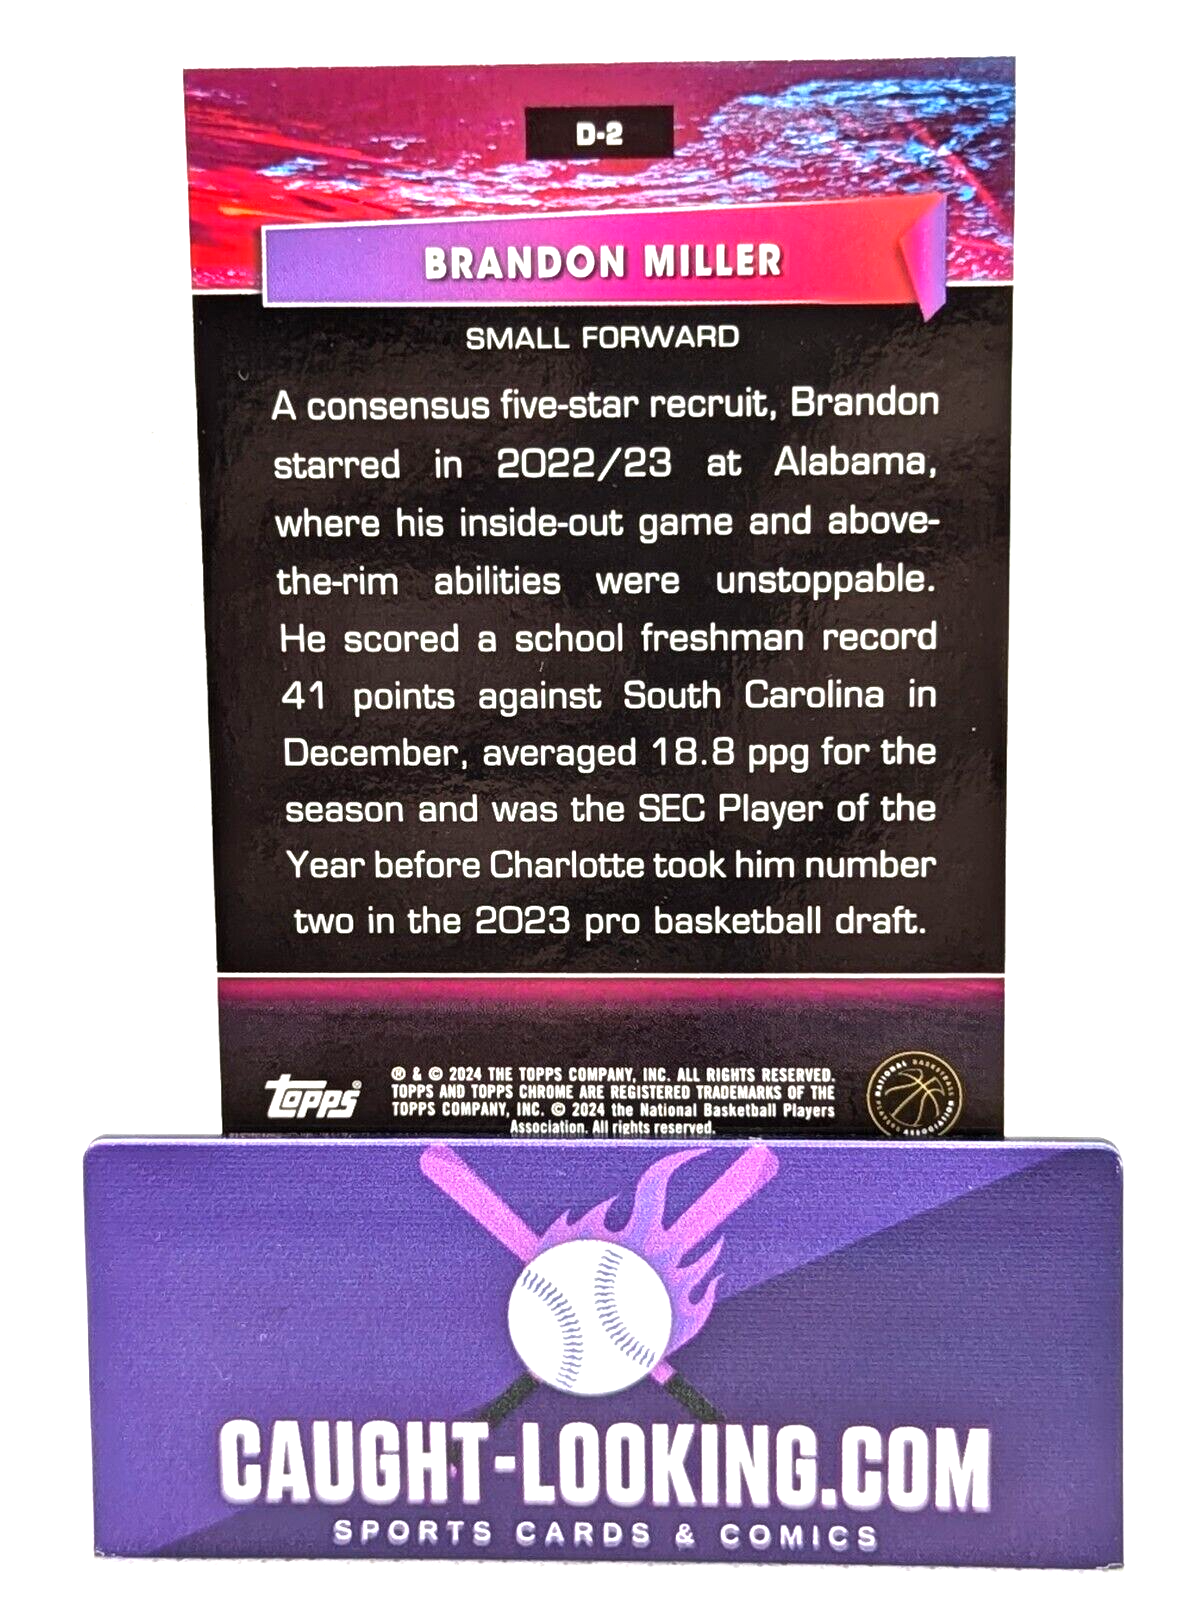 D-2
BRANDON MILLER
SMALL FORWARD
A consensus five-star recruit, Brandon
starred in 2022/23 at Alabama,
where his inside-out game and above-
the-rim abilities were unstoppable.
He scored a school freshman record
41 points against South Carolina in
December, averaged 18.8 ppg for the
season and was the SEC Player of the
Year before Charlotte took him number
two in the 2023 pro basketball draft.
Topps®
® & © 2024 THE TOPPS COMPANY, INC. ALL RIGHTS RESERVED.
TOPPS AND TOPPS CHROME ARE REGISTERED TRADEMARKS OF THE
TOPPS COMPANY, INC. © 2024 the National Basketball Players
Association. All rights reserved.
NATIONAL BASKETBALL PLAYERS ASSOCIATION
CAUGHT-LOOKING.COM
SPORTS CARDS & COMICS